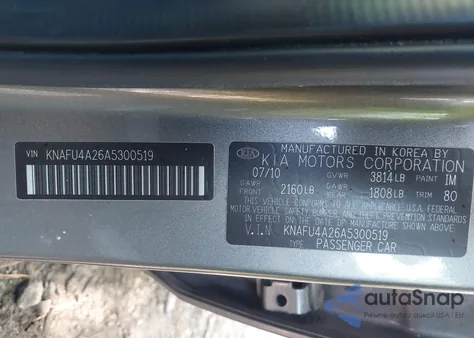 VIN KNAFU4A26A5300519
MANUFACTURED IN KOREA BY
KIA KIA MOTORS CORPORATION
07/10 GVWR 3814LB PAINT IM
GAWR FRONT 2160LB GAWR REAR 1808LB TRIM 80
THIS VEHICLE CONFORMS TO ALL APPLICABLE U.S.A. FEDERAL
MOTOR VEHICLE SAFETY, BUMPER, AND THEFT PREVENTION STANDARDS
IN EFFECT ON THE DATE OF MANUFACTURE SHOWN ABOVE.
V.I.N KNAFU4A26A5300519
TYPE PASSENGER CAR
autoSnap